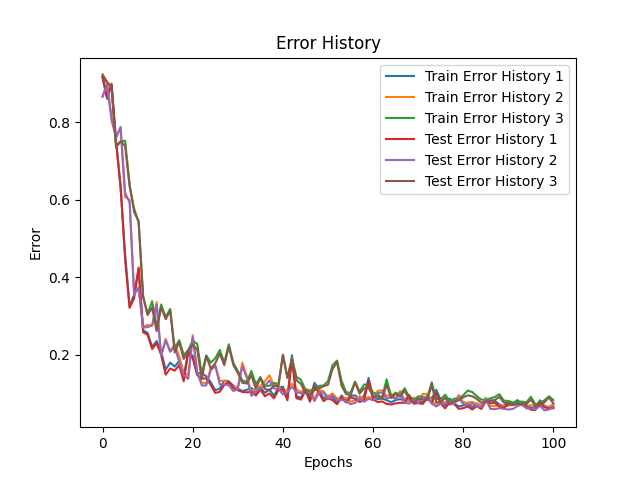 Error History
Train Error History 1
Train Error History 2
Train Error History 3
Test Error History 1
Test Error History 2
Test Error History 3
0.8
0.6
0.4
0.2
Error
0
20
40
60
80
100
Epochs